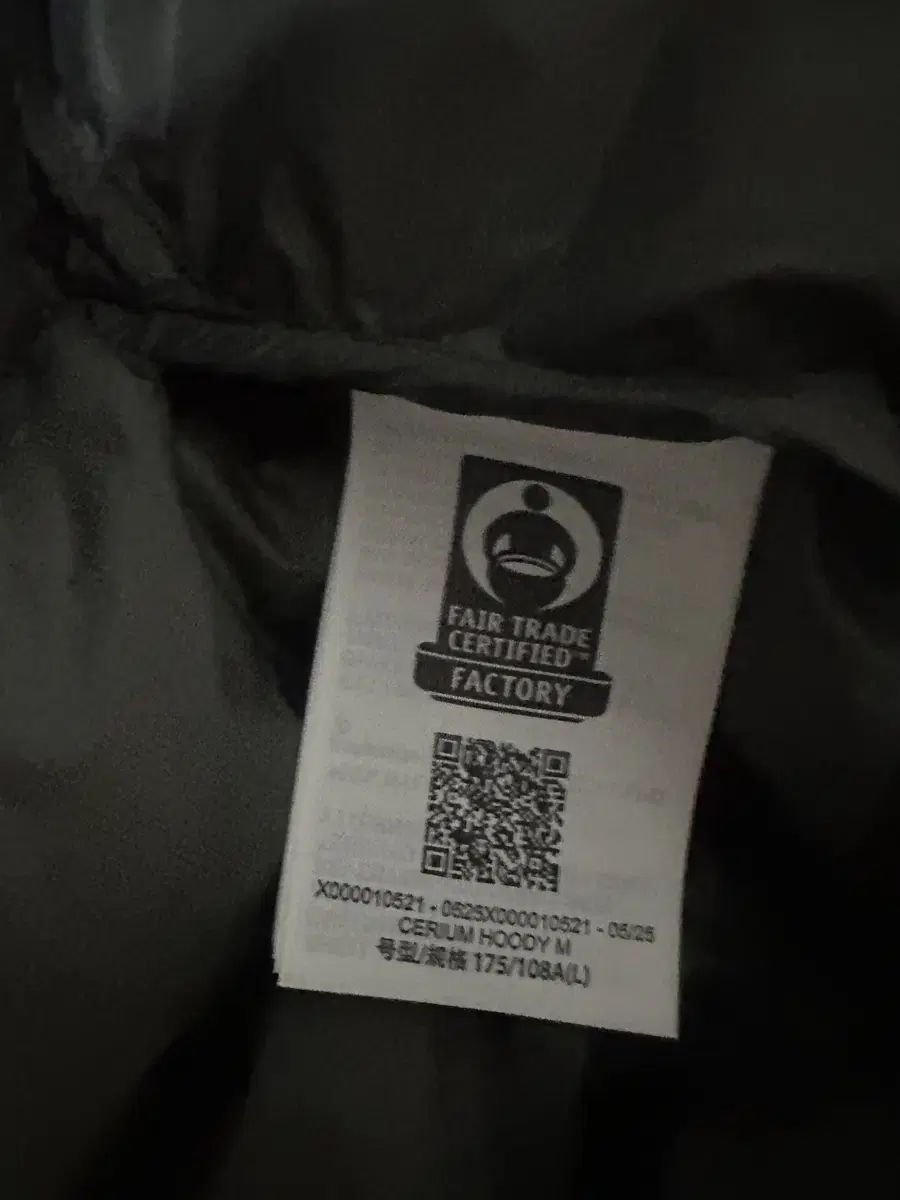 FAIR TRADE
CERTIFIED™
FACTORY
X000010521 - 0525X000010521 - 05/25
CERIUM HOODY M
号型/规格 175/108A(L)